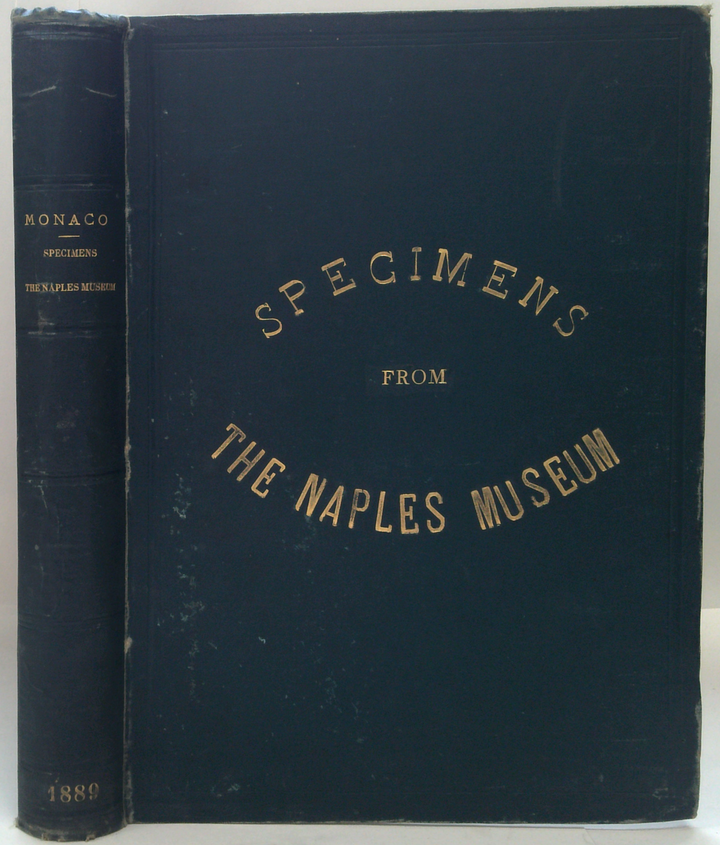 MONACO
SPECIMENS
THE NAPLES MUSEUM
1889
SPECIMENS
FROM
THE NAPLES MUSEUM